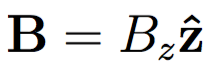 𝐁 = B_z 𝐳̂